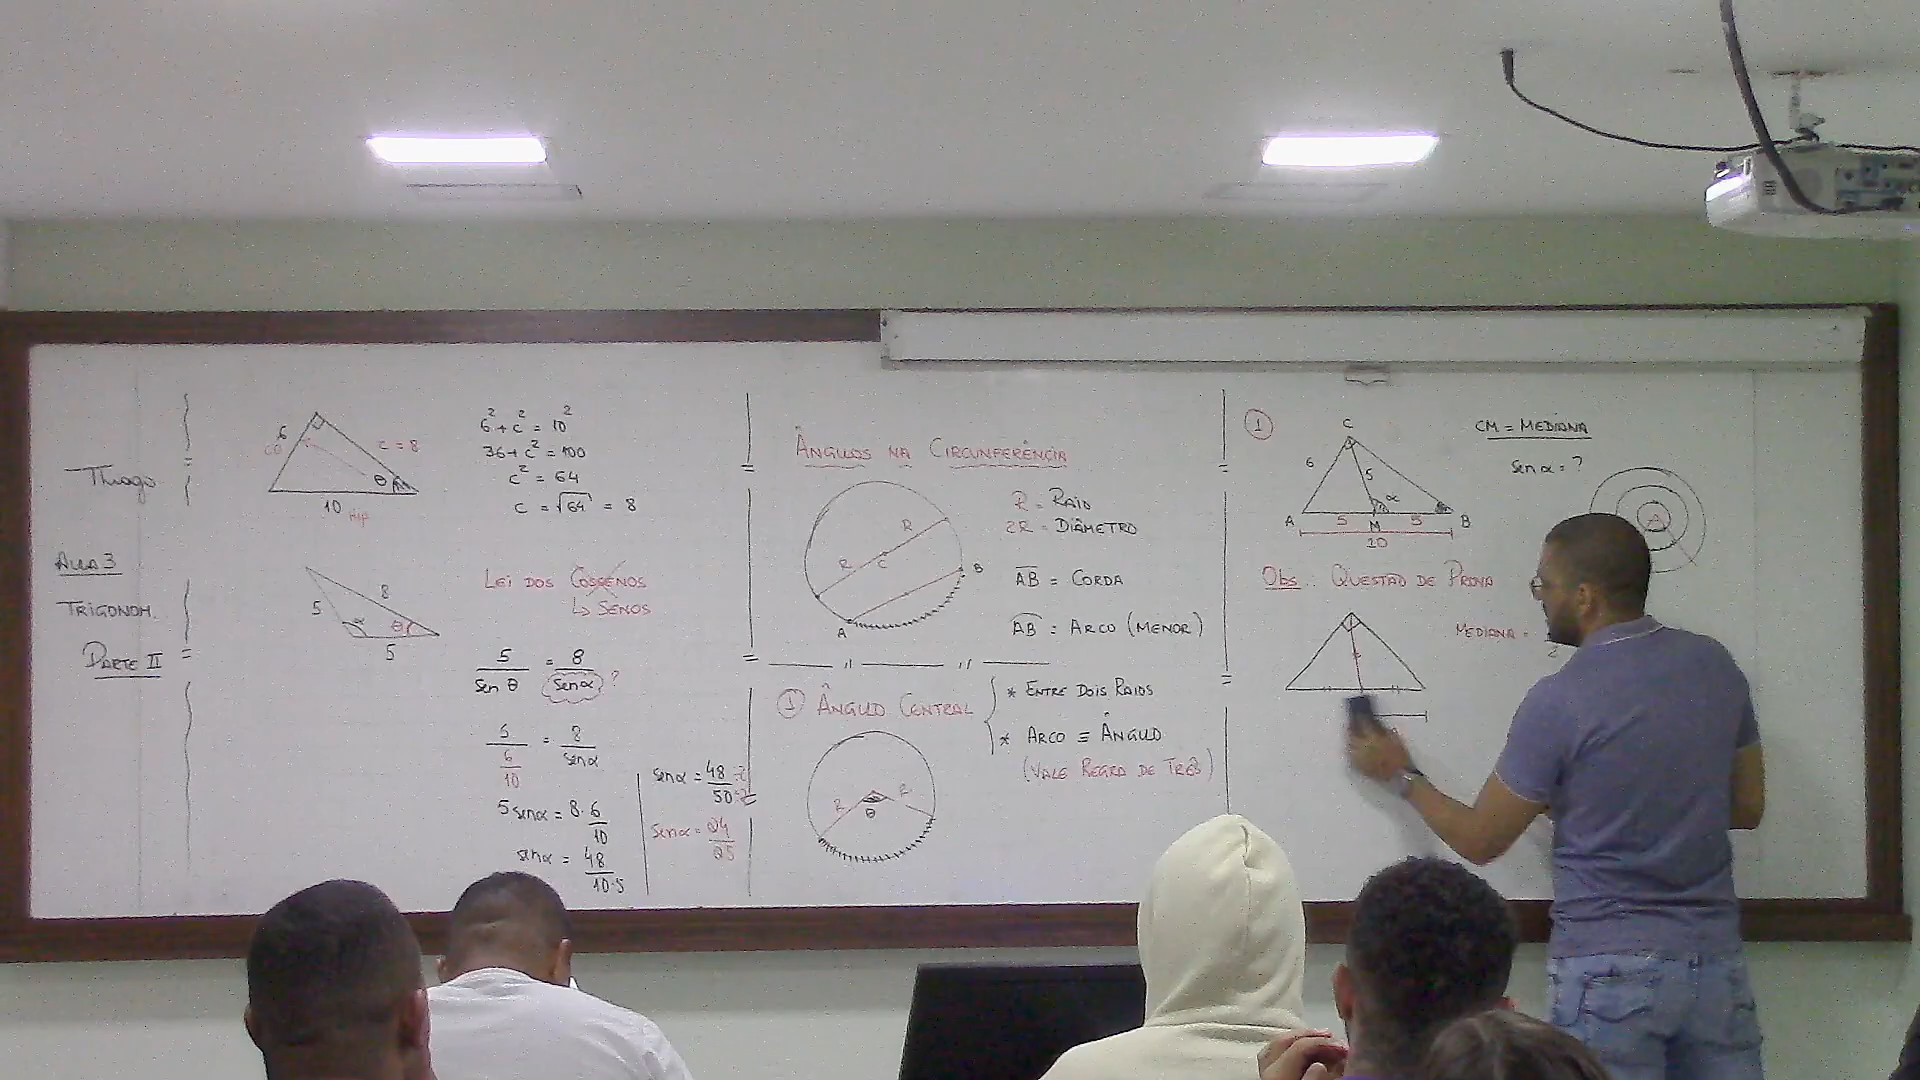 Thiago
Aula 3
Trigonom.
Parte II
6
co
c = 8
θ
10
hip
6² + c² = 10²
36 + c² = 100
c² = 64
c = √64 = 8
8
5
α
θ
5
Lei dos Cossenos
↳ Senos
5/sen θ = 8/sen α ?
5/(6/10) = 8/sen α
5 sen α = 8 · 6/10
sen α = 48/10·5
sen α = 48÷2/50÷2
sen α = 24/25
Ângulos na Circunferência
R
R
C
B
A
R = Raio
2R = Diâmetro
AB = Corda
AB = Arco (Menor)
① Ângulo Central
* Entre Dois Raios
* Arco ≡ Ângulo
(Vale Regra de Três)
R
R
θ
①
C
6
5
α
A
5
M
5
B
10
CM = Mediana
Sen α = ?
Obs.: Questão de Prova
Mediana =
2